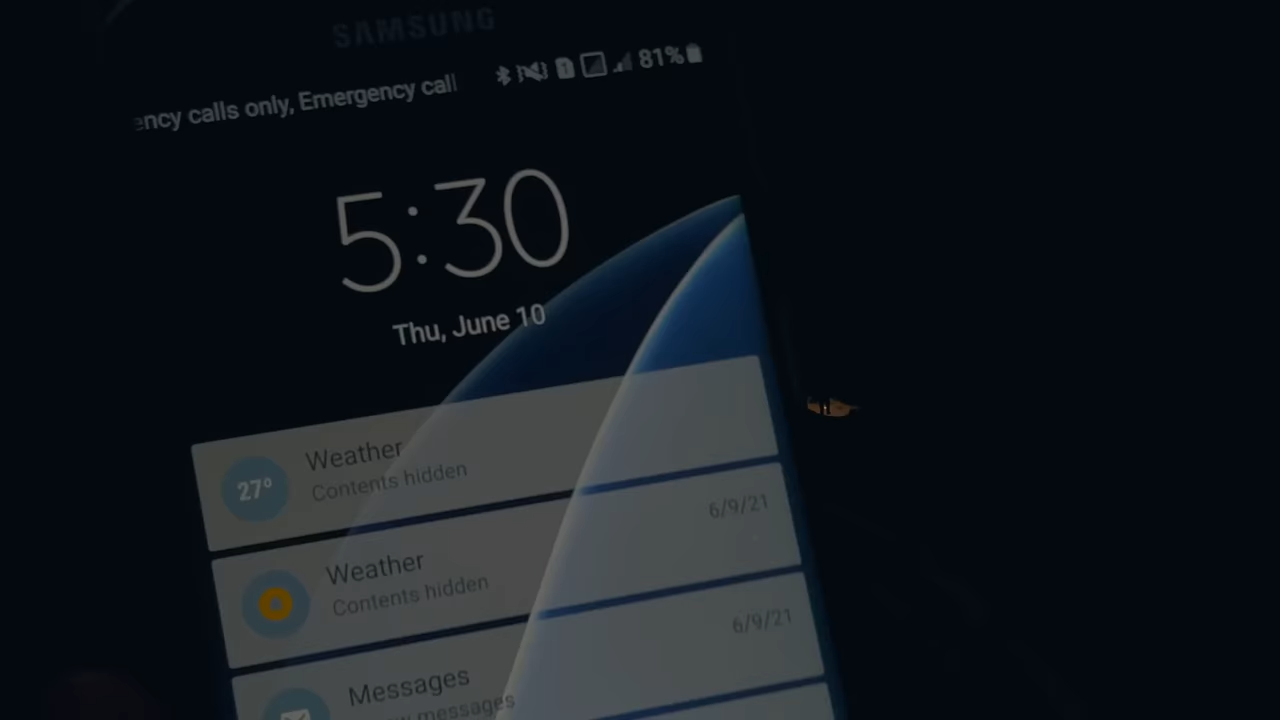 SAMSUNG
ency calls only, Emergency call
81%
5:30
Thu, June 10
Weather
27°
Contents hidden
6/9/21
Weather
Contents hidden
6/9/21
Messages
messages